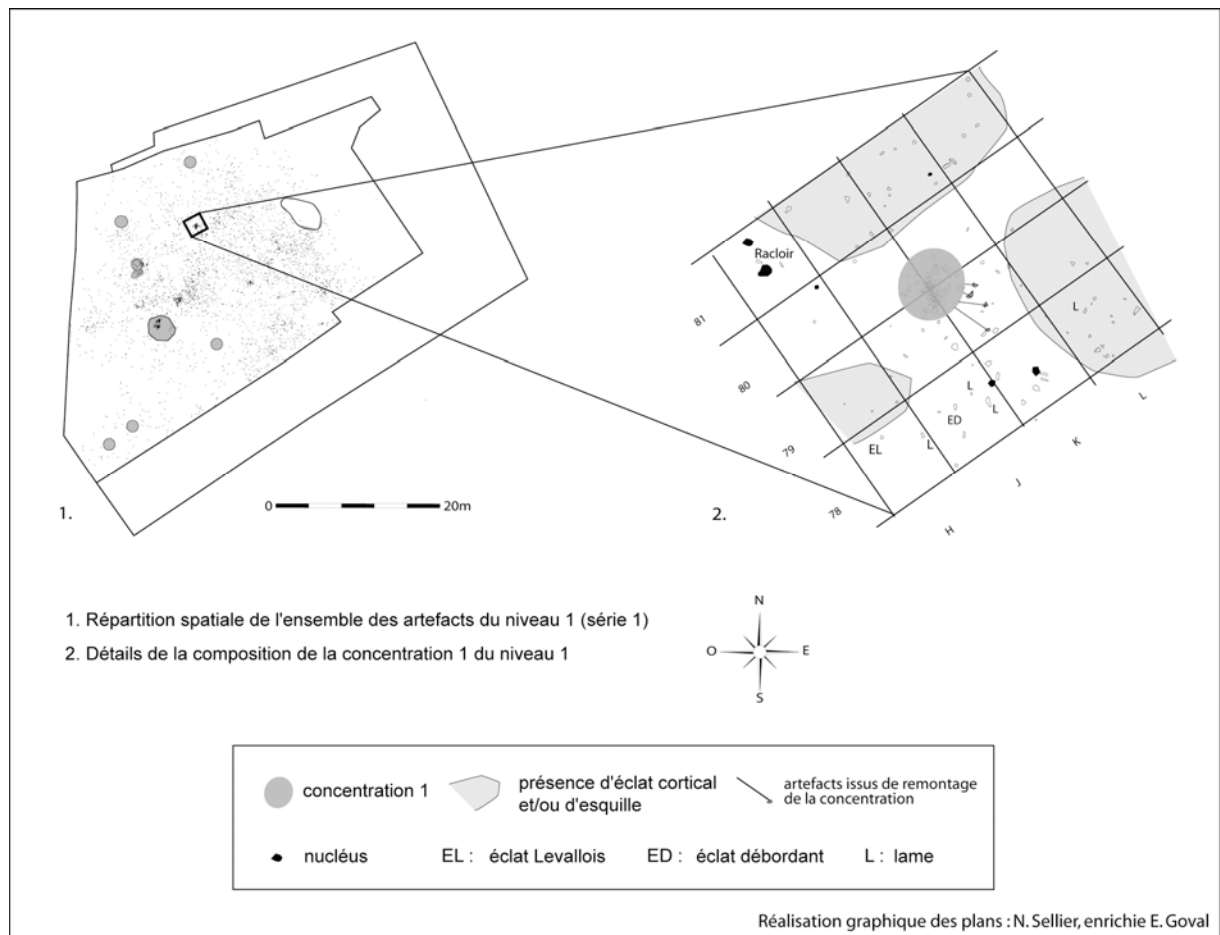 Racloir
81
80
79
78
L
L
L
L
ED
EL
L
K
J
H
1.
0
20m
2.
1. Répartition spatiale de l'ensemble des artefacts du niveau 1 (série 1)
2. Détails de la composition de la concentration 1 du niveau 1
N
O
E
S
concentration 1
présence d'éclat cortical
et/ou d'esquille
artefacts issus de remontage
de la concentration
nucléus
EL : éclat Levallois
ED : éclat débordant
L : lame
Réalisation graphique des plans : N. Sellier, enrichie E. Goval